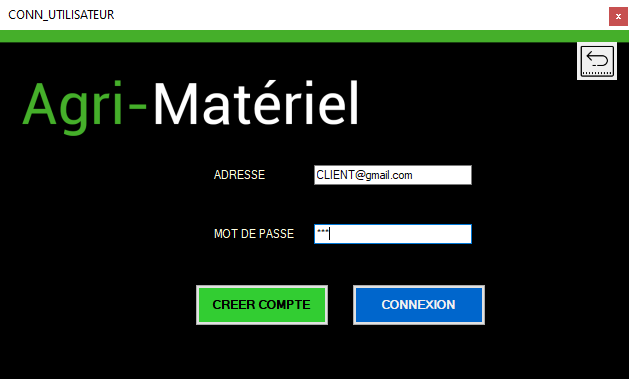 CONN_UTILISATEUR
x
Agri-Matériel
ADRESSE
CLIENT@gmail.com
MOT DE PASSE
***
CREER COMPTE
CONNEXION